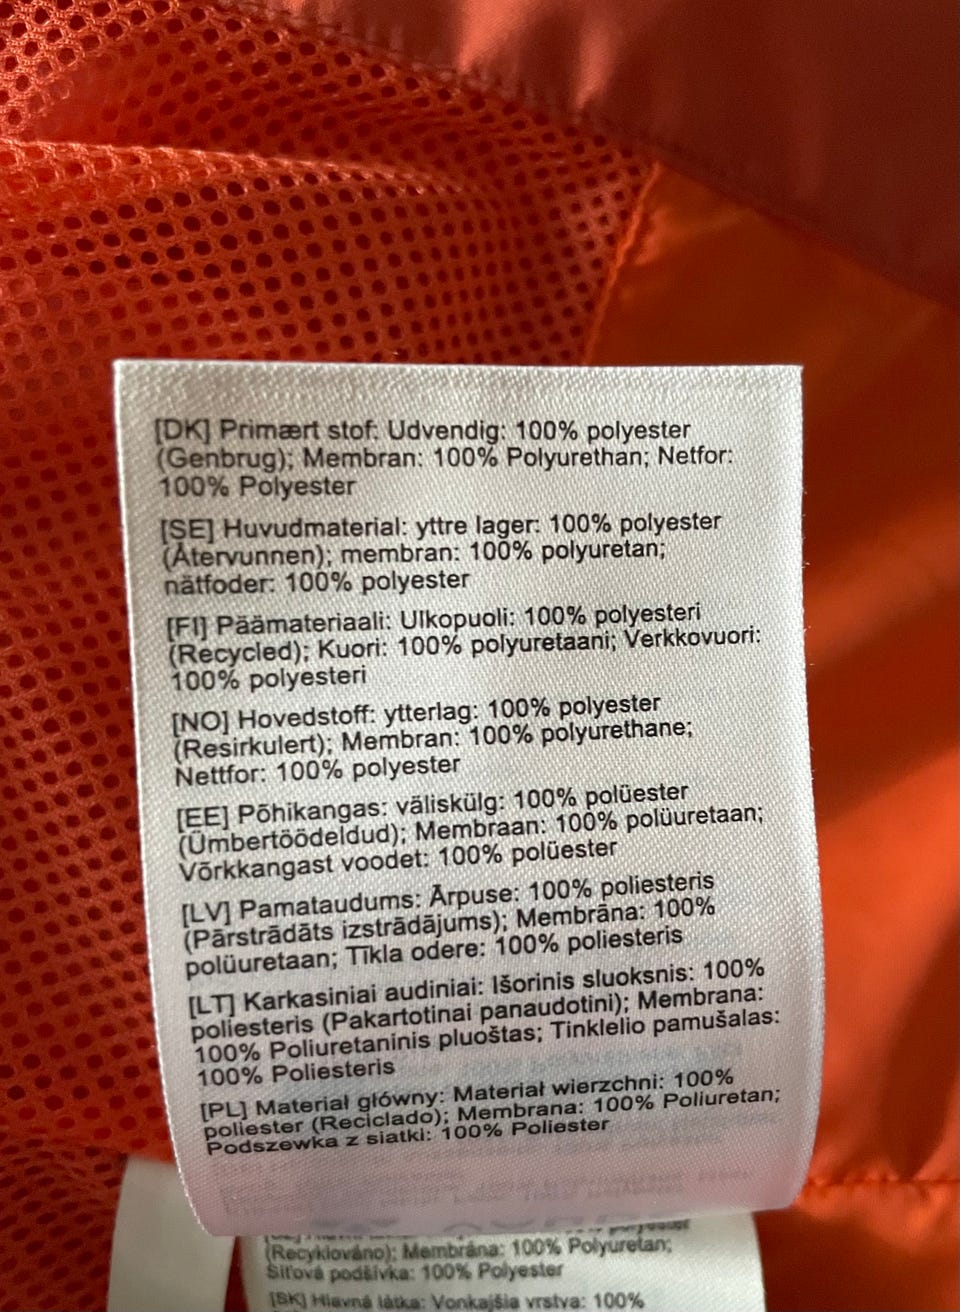 [DK] Primært stof: Udvendig: 100% polyester
(Genbrug); Membran: 100% Polyurethan; Netfor:
100% Polyester
[SE] Huvudmaterial: yttre lager: 100% polyester
(Återvunnen); membran: 100% polyuretan;
nätfoder: 100% polyester
[FI] Päämateriaali: Ulkopuoli: 100% polyesteri
(Recycled); Kuori: 100% polyuretaani; Verkkovuori:
100% polyesteri
[NO] Hovedstoff: ytterlag: 100% polyester
(Resirkulert); Membran: 100% polyurethane;
Nettfor: 100% polyester
[EE] Põhikangas: väliskülg: 100% polüester
(Ümbertöödeldud); Membraan: 100% polüuretaan;
Võrkkangast voodet: 100% polüester
[LV] Pamataudums: Ārpuse: 100% poliesteris
(Pārstrādāts izstrādājums); Membrāna: 100%
polüuretaan; Tīkla odere: 100% poliesteris
[LT] Karkasiniai audiniai: Išorinis sluoksnis: 100%
poliesteris (Pakartotinai panaudotini); Membrana:
100% Poliuretaninis pluoštas; Tinklelio pamušalas:
100% Poliesteris
[PL] Materiał główny: Materiał wierzchni: 100%
poliester (Reciclado); Membrana: 100% Poliuretan;
Podszewka z siatki: 100% Poliester
100% polyester
(Recyklováno); Membrána: 100% Polyuretan;
Síťová podšívka: 100% Polyester
[SK] Hlavná látka: Vonkajšia vrstva: 100%